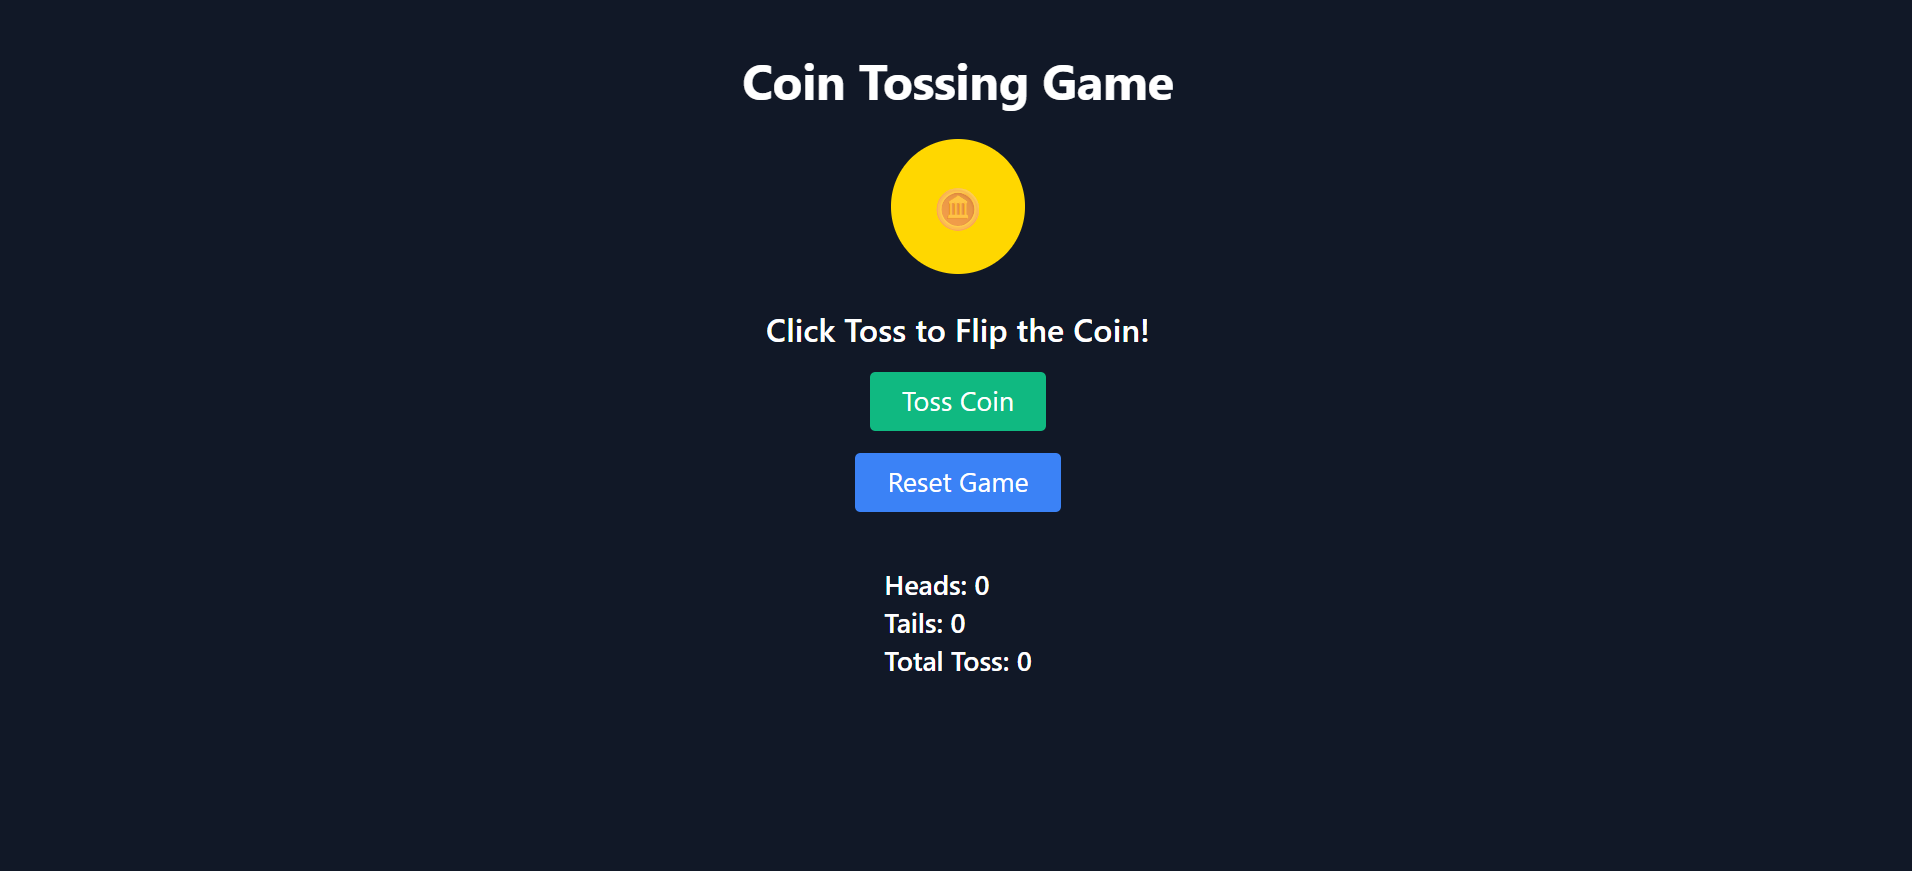 Coin Tossing Game
Click Toss to Flip the Coin!
Toss Coin
Reset Game
Heads: 0
Tails: 0
Total Toss: 0